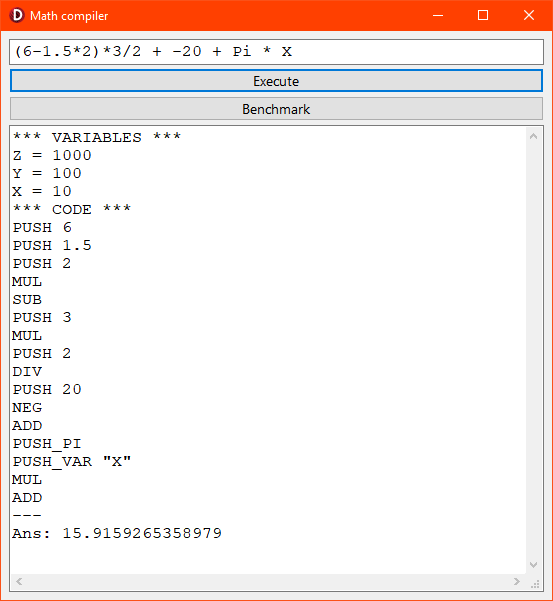 D Math compiler
(6-1.5*2)*3/2 + -20 + Pi * X
Execute
Benchmark
*** VARIABLES ***
Z = 1000
Y = 100
X = 10
*** CODE ***
PUSH 6
PUSH 1.5
PUSH 2
MUL
SUB
PUSH 3
MUL
PUSH 2
DIV
PUSH 20
NEG
ADD
PUSH_PI
PUSH_VAR "X"
MUL
ADD
---
Ans: 15.9159265358979